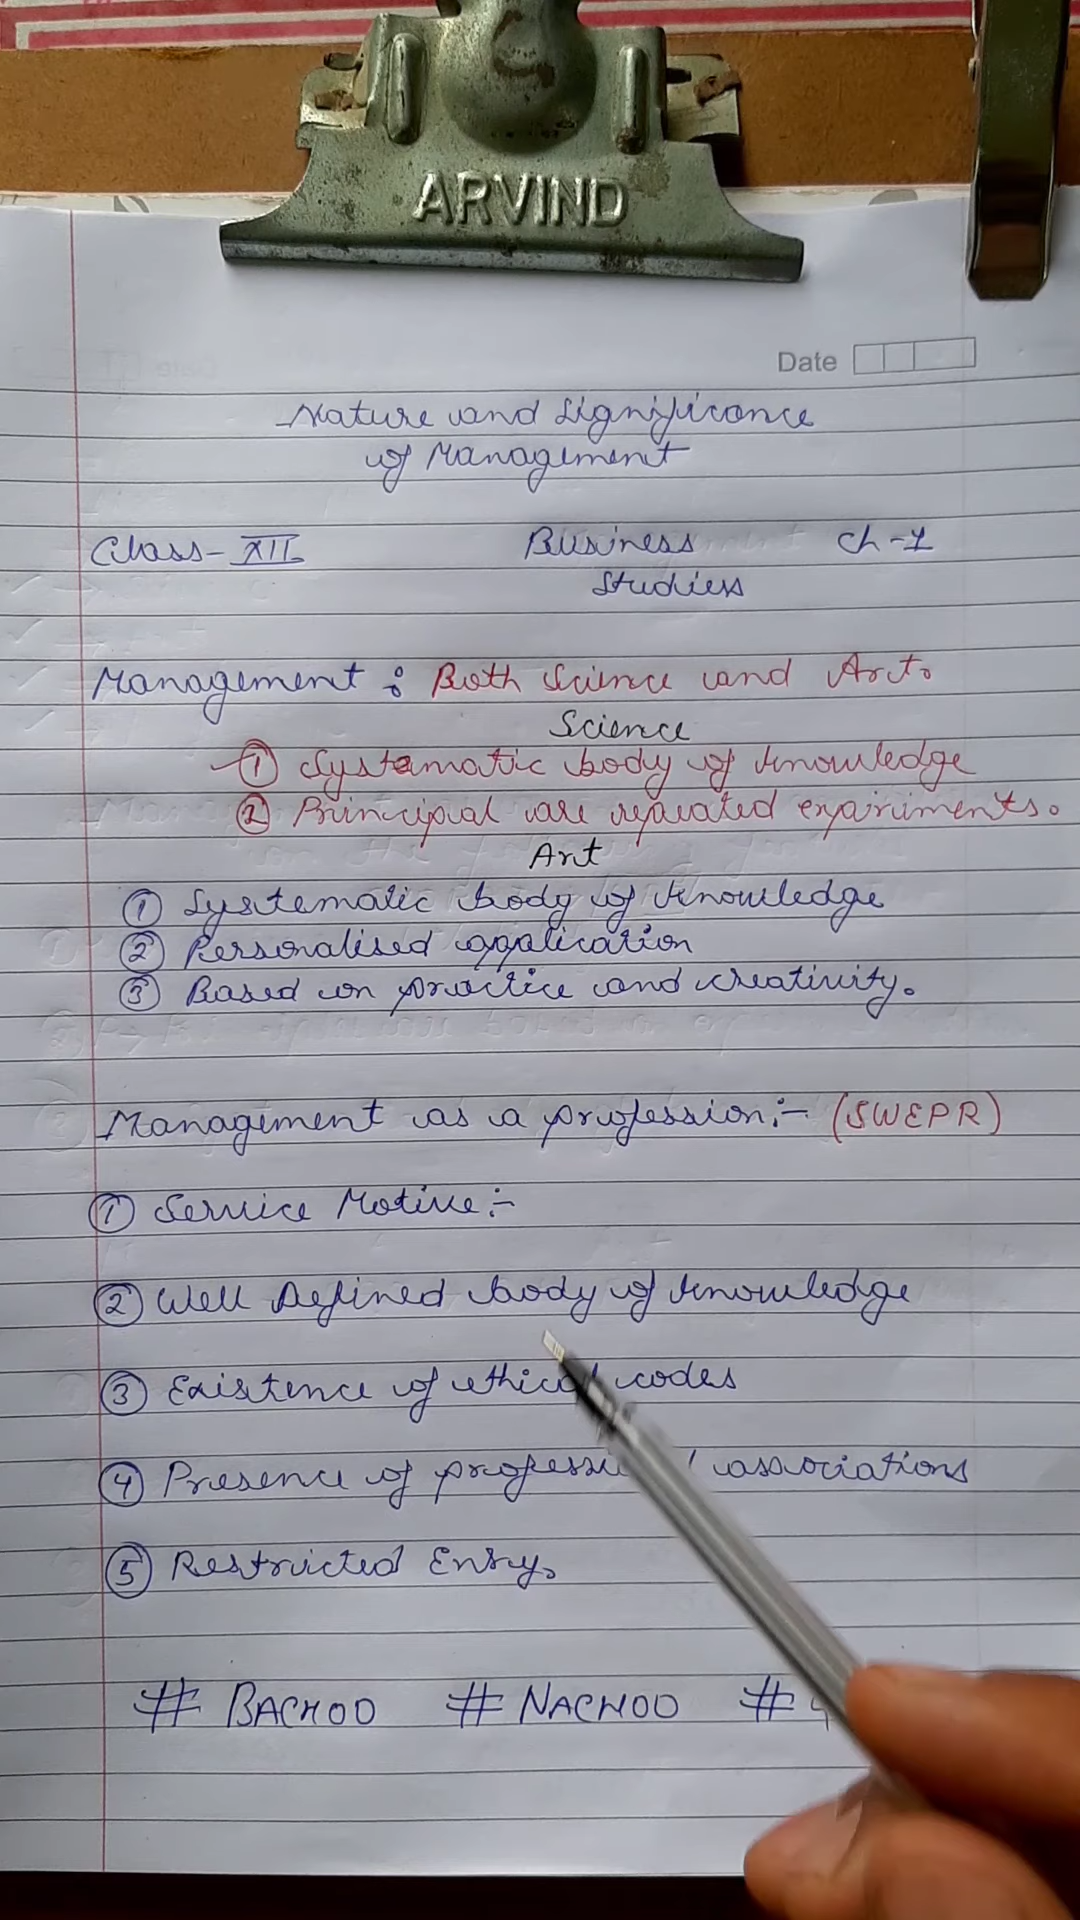 ARVIND
Date
Nature and Significance
of Management
Class-XII Business Ch-1
Studies
Management : Both Science and Art.
Science
① Systematic body of knowledge
② Principal are repeated expiriments.
Art
① Systematic body of knowledge
② Personalised application
③ Based on practice and creativity.
Management as a profession:- (SWEPR)
① Service Motive:-
② Well Defined body of knowledge
③ Existence of ethical codes
④ Presence of associations
⑤ Restricted Entry.
# BACHOO # NACHOO #